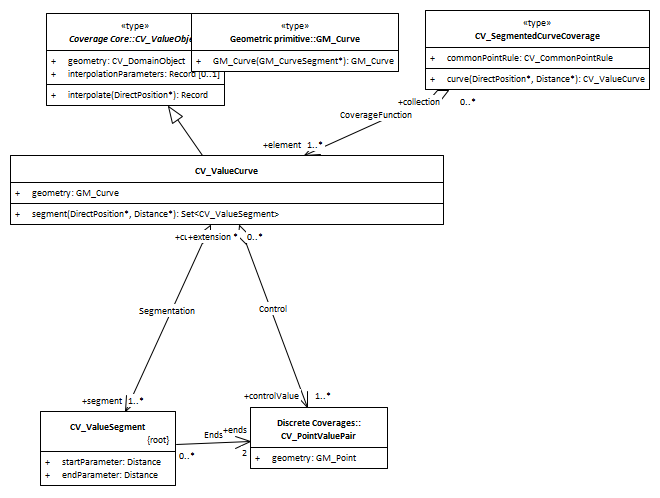 «type»
Coverage Core::CV_ValueObje
+ geometry: CV_DomainObject
+ interpolationParameters: Record [0..1]
+ interpolate(DirectPosition*): Record
«type»
Geometric primitive::GM_Curve
+ GM_Curve(GM_CurveSegment*): GM_Curve
«type»
CV_SegmentedCurveCoverage
+ commonPointRule: CV_CommonPointRule
+ curve(DirectPosition*, Distance*): CV_ValueCurve
+collection 0..*
CoverageFunction
+element 1..*
CV_ValueCurve
+ geometry: GM_Curve
+ segment(DirectPosition*, Distance*): Set<CV_ValueSegment>
+extension * 0..*
Segmentation
Control
+segment 1..*
+controlValue 1..*
CV_ValueSegment
{root}
+ startParameter: Distance
+ endParameter: Distance
Ends
+ends
0..*
2
Discrete Coverages::
CV_PointValuePair
+ geometry: GM_Point